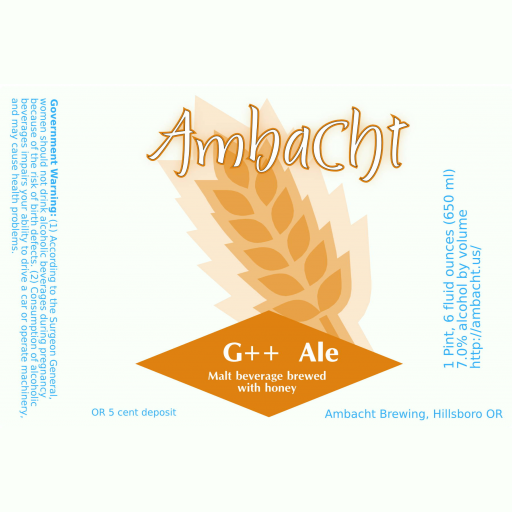 Ambacht
G++ Ale
Malt beverage brewed
with honey
OR 5 cent deposit
Ambacht Brewing, Hillsboro OR
Government Warning: (1) According to the Surgeon General,
women should not drink alcoholic beverages during pregnancy
because of the risk of birth defects. (2) Consumption of alcoholic
beverages impairs your ability to drive a car or operate machinery,
and may cause health problems.
1 Pint, 6 fluid ounces (650 ml)
7.0% alcohol by volume
http://ambacht.us/